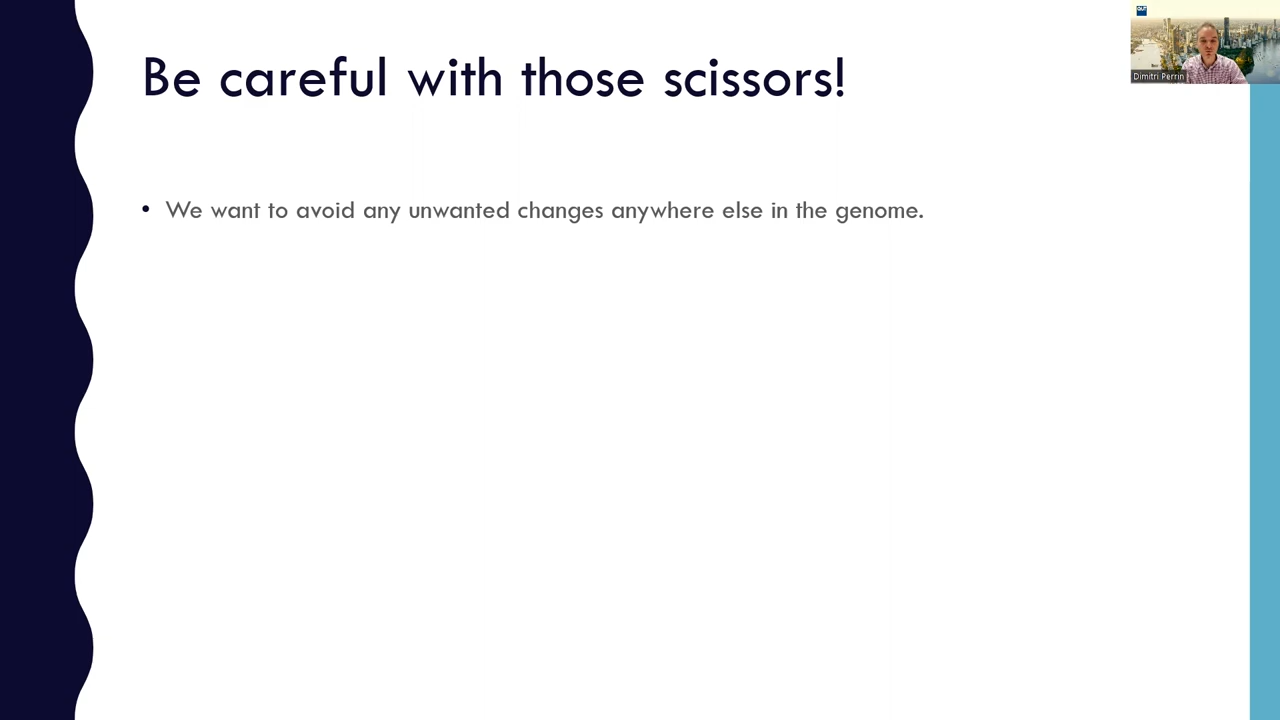 Be careful with those scissors!
• We want to avoid any unwanted changes anywhere else in the genome.
QUT
Dimitri Perrin